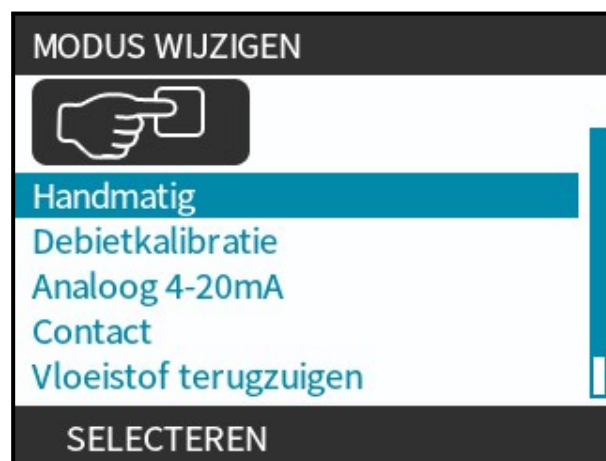 MODUS WIJZIGEN
Handmatig
Debietkalibratie
Analoog 4-20mA
Contact
Vloeistof terugzuigen
SELECTEREN